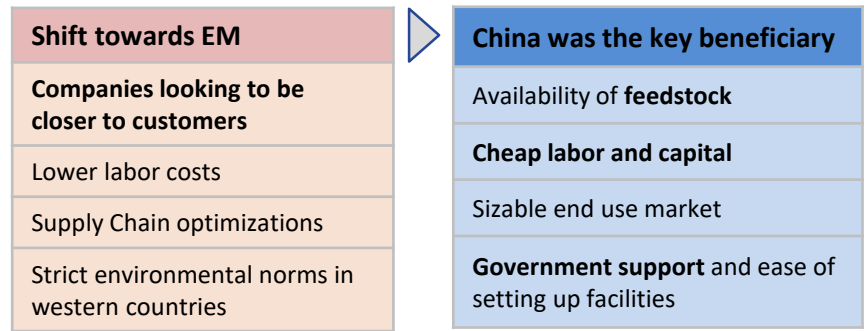 Shift towards EM
Companies looking to be
closer to customers
Lower labor costs
Supply Chain optimizations
Strict environmental norms in
western countries
China was the key beneficiary
Availability of feedstock
Cheap labor and capital
Sizable end use market
Government support and ease of
setting up facilities